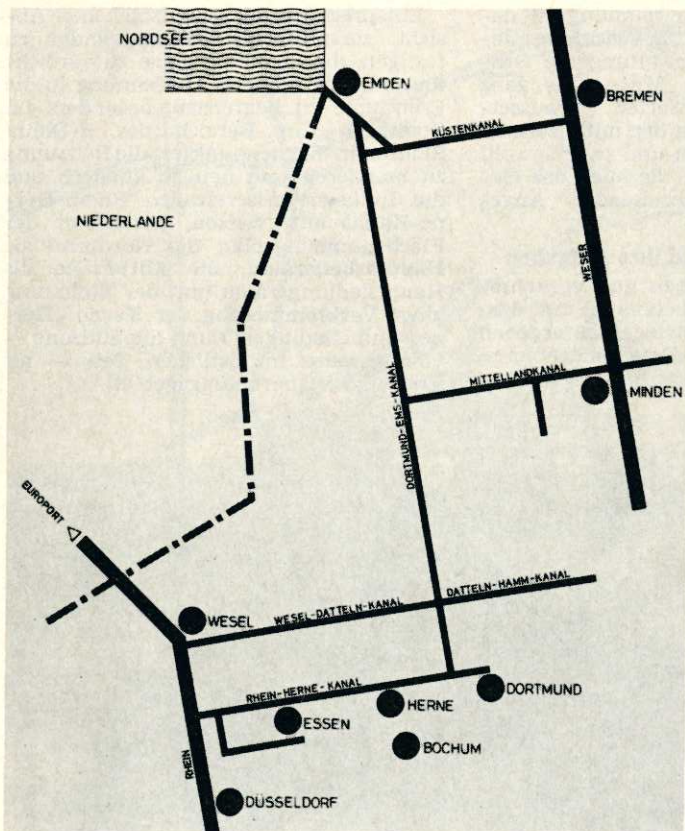 NORDSEE
EMDEN
BREMEN
KÜSTENKANAL
NIEDERLANDE
WESER
MITTELLANDKANAL
MINDEN
DORTMUND-EMS-KANAL
EUROPORT
WESEL
WESEL-DATTELN-KANAL
DATTELN-HAMM-KANAL
RHEIN-HERNE-KANAL
DORTMUND
HERNE
ESSEN
BOCHUM
RHEIN
DÜSSELDORF